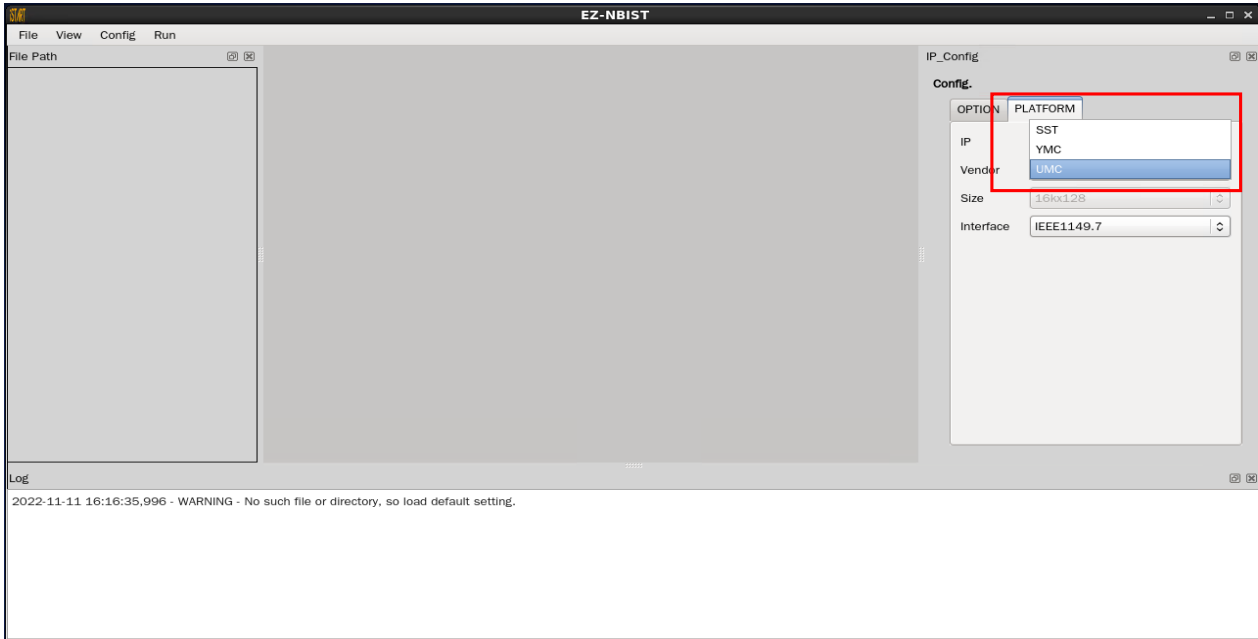 iSTART
EZ-NBIST
File View Config Run
File Path
IP_Config
Config.
OPTION PLATFORM
SST
IP
YMC
Vendor UMC
Size 16kx128
Interface IEEE1149.7
Log
2022-11-11 16:16:35,996 - WARNING - No such file or directory, so load default setting.